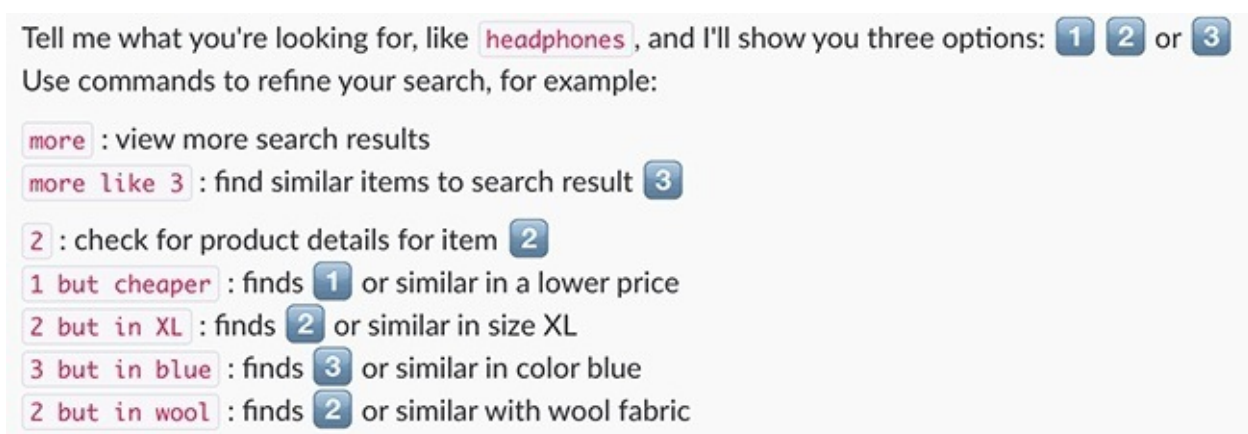 Tell me what you're looking for, like headphones, and I'll show you three options: 1 2 or 3
Use commands to refine your search, for example:
more : view more search results
more like 3 : find similar items to search result 3
2 : check for product details for item 2
1 but cheaper : finds 1 or similar in a lower price
2 but in XL : finds 2 or similar in size XL
3 but in blue : finds 3 or similar in color blue
2 but in wool : finds 2 or similar with wool fabric